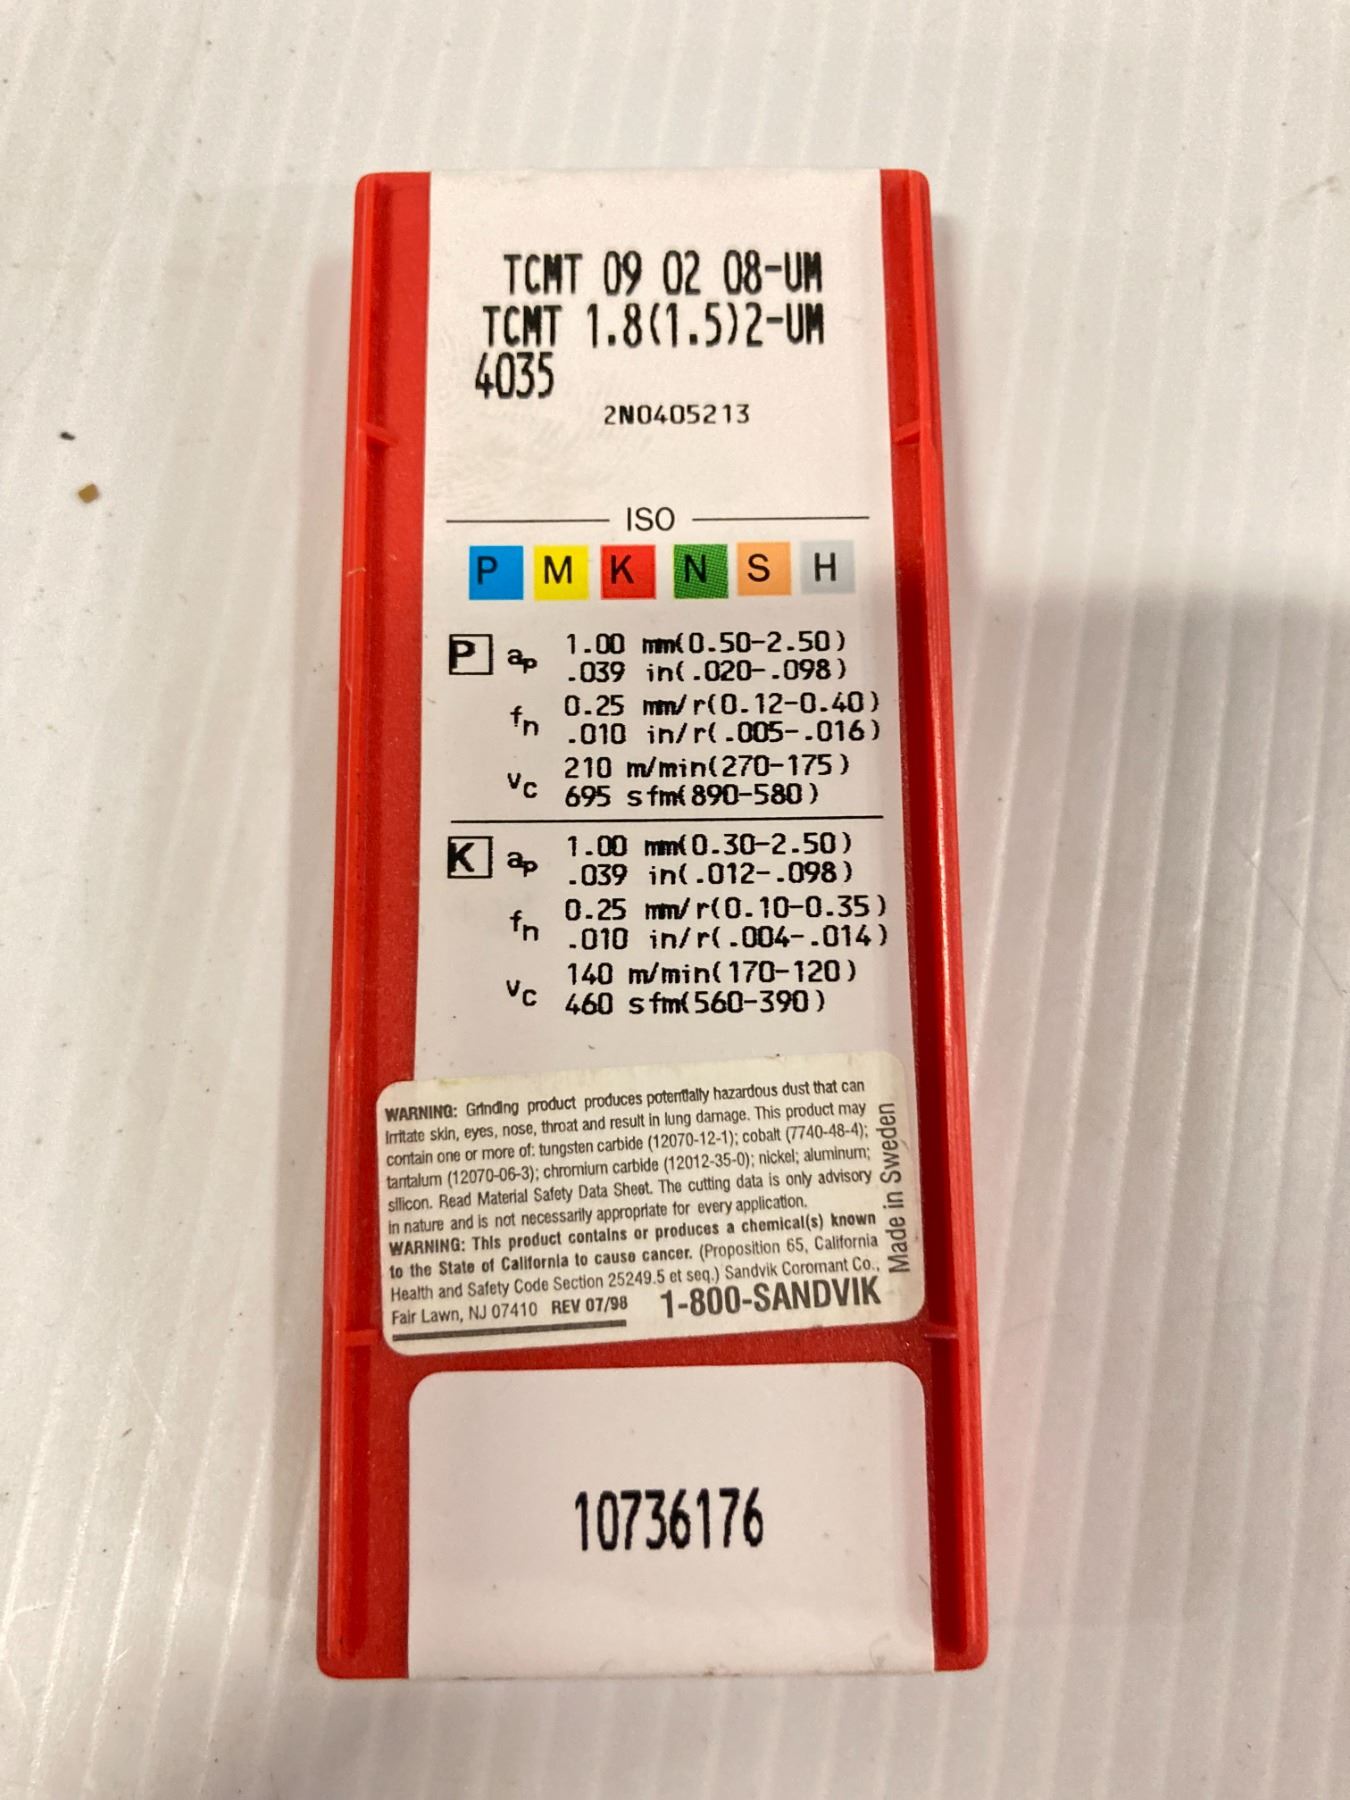 TCMT 09 02 08-UM
TCMT 1.8(1.5)2-UM
4035
2N0405213
ISO
P M K N S H
P ap 1.00 mm(0.50-2.50)
.039 in(.020-.098)
fn 0.25 mm/r(0.12-0.40)
.010 in/r(.005-.016)
vc 210 m/min(270-175)
695 sfm(890-580)
K ap 1.00 mm(0.30-2.50)
.039 in(.012-.098)
fn 0.25 mm/r(0.10-0.35)
.010 in/r(.004-.014)
vc 140 m/min(170-120)
460 sfm(560-390)
WARNING: Grinding product produces potentially hazardous dust that can
irritate skin, eyes, nose, throat and result in lung damage. This product may
contain one or more of: tungsten carbide (12070-12-1); cobalt (7740-48-4);
tantalum (12070-06-3); chromium carbide (12012-35-0); nickel; aluminum;
silicon. Read Material Safety Data Sheet. The cutting data is only advisory
in nature and is not necessarily appropriate for every application.
WARNING: This product contains or produces a chemical(s) known
to the State of California to cause cancer. (Proposition 65, California
Health and Safety Code Section 25249.5 et seq.) Sandvik Coromant Co.,
Fair Lawn, NJ 07410 REV 07/98 1-800-SANDVIK
Made in Sweden
10736176